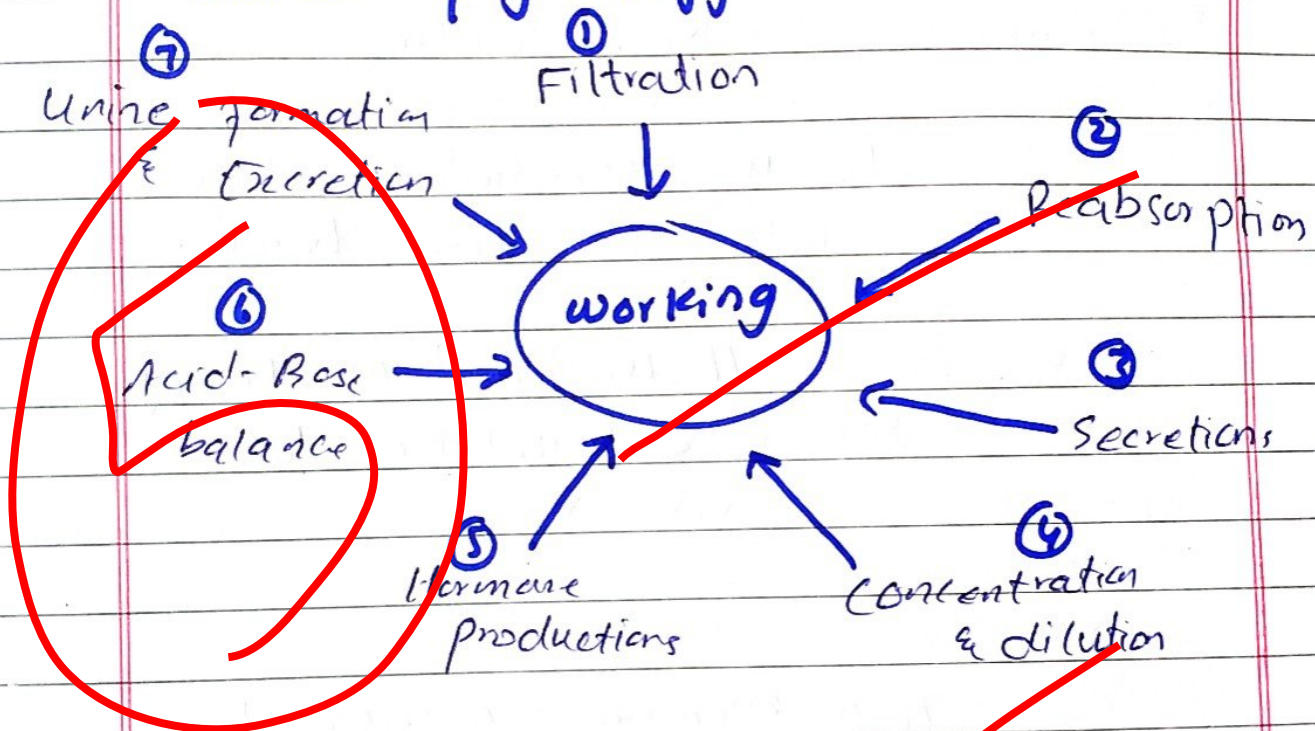 ①
Filtration
②
Reabsorption
③
Secretions
④
Concentration
& dilution
⑤
Hormone
productions
⑥
Acid-Base
balance
⑦
Urine formation
& Excretion
working
5